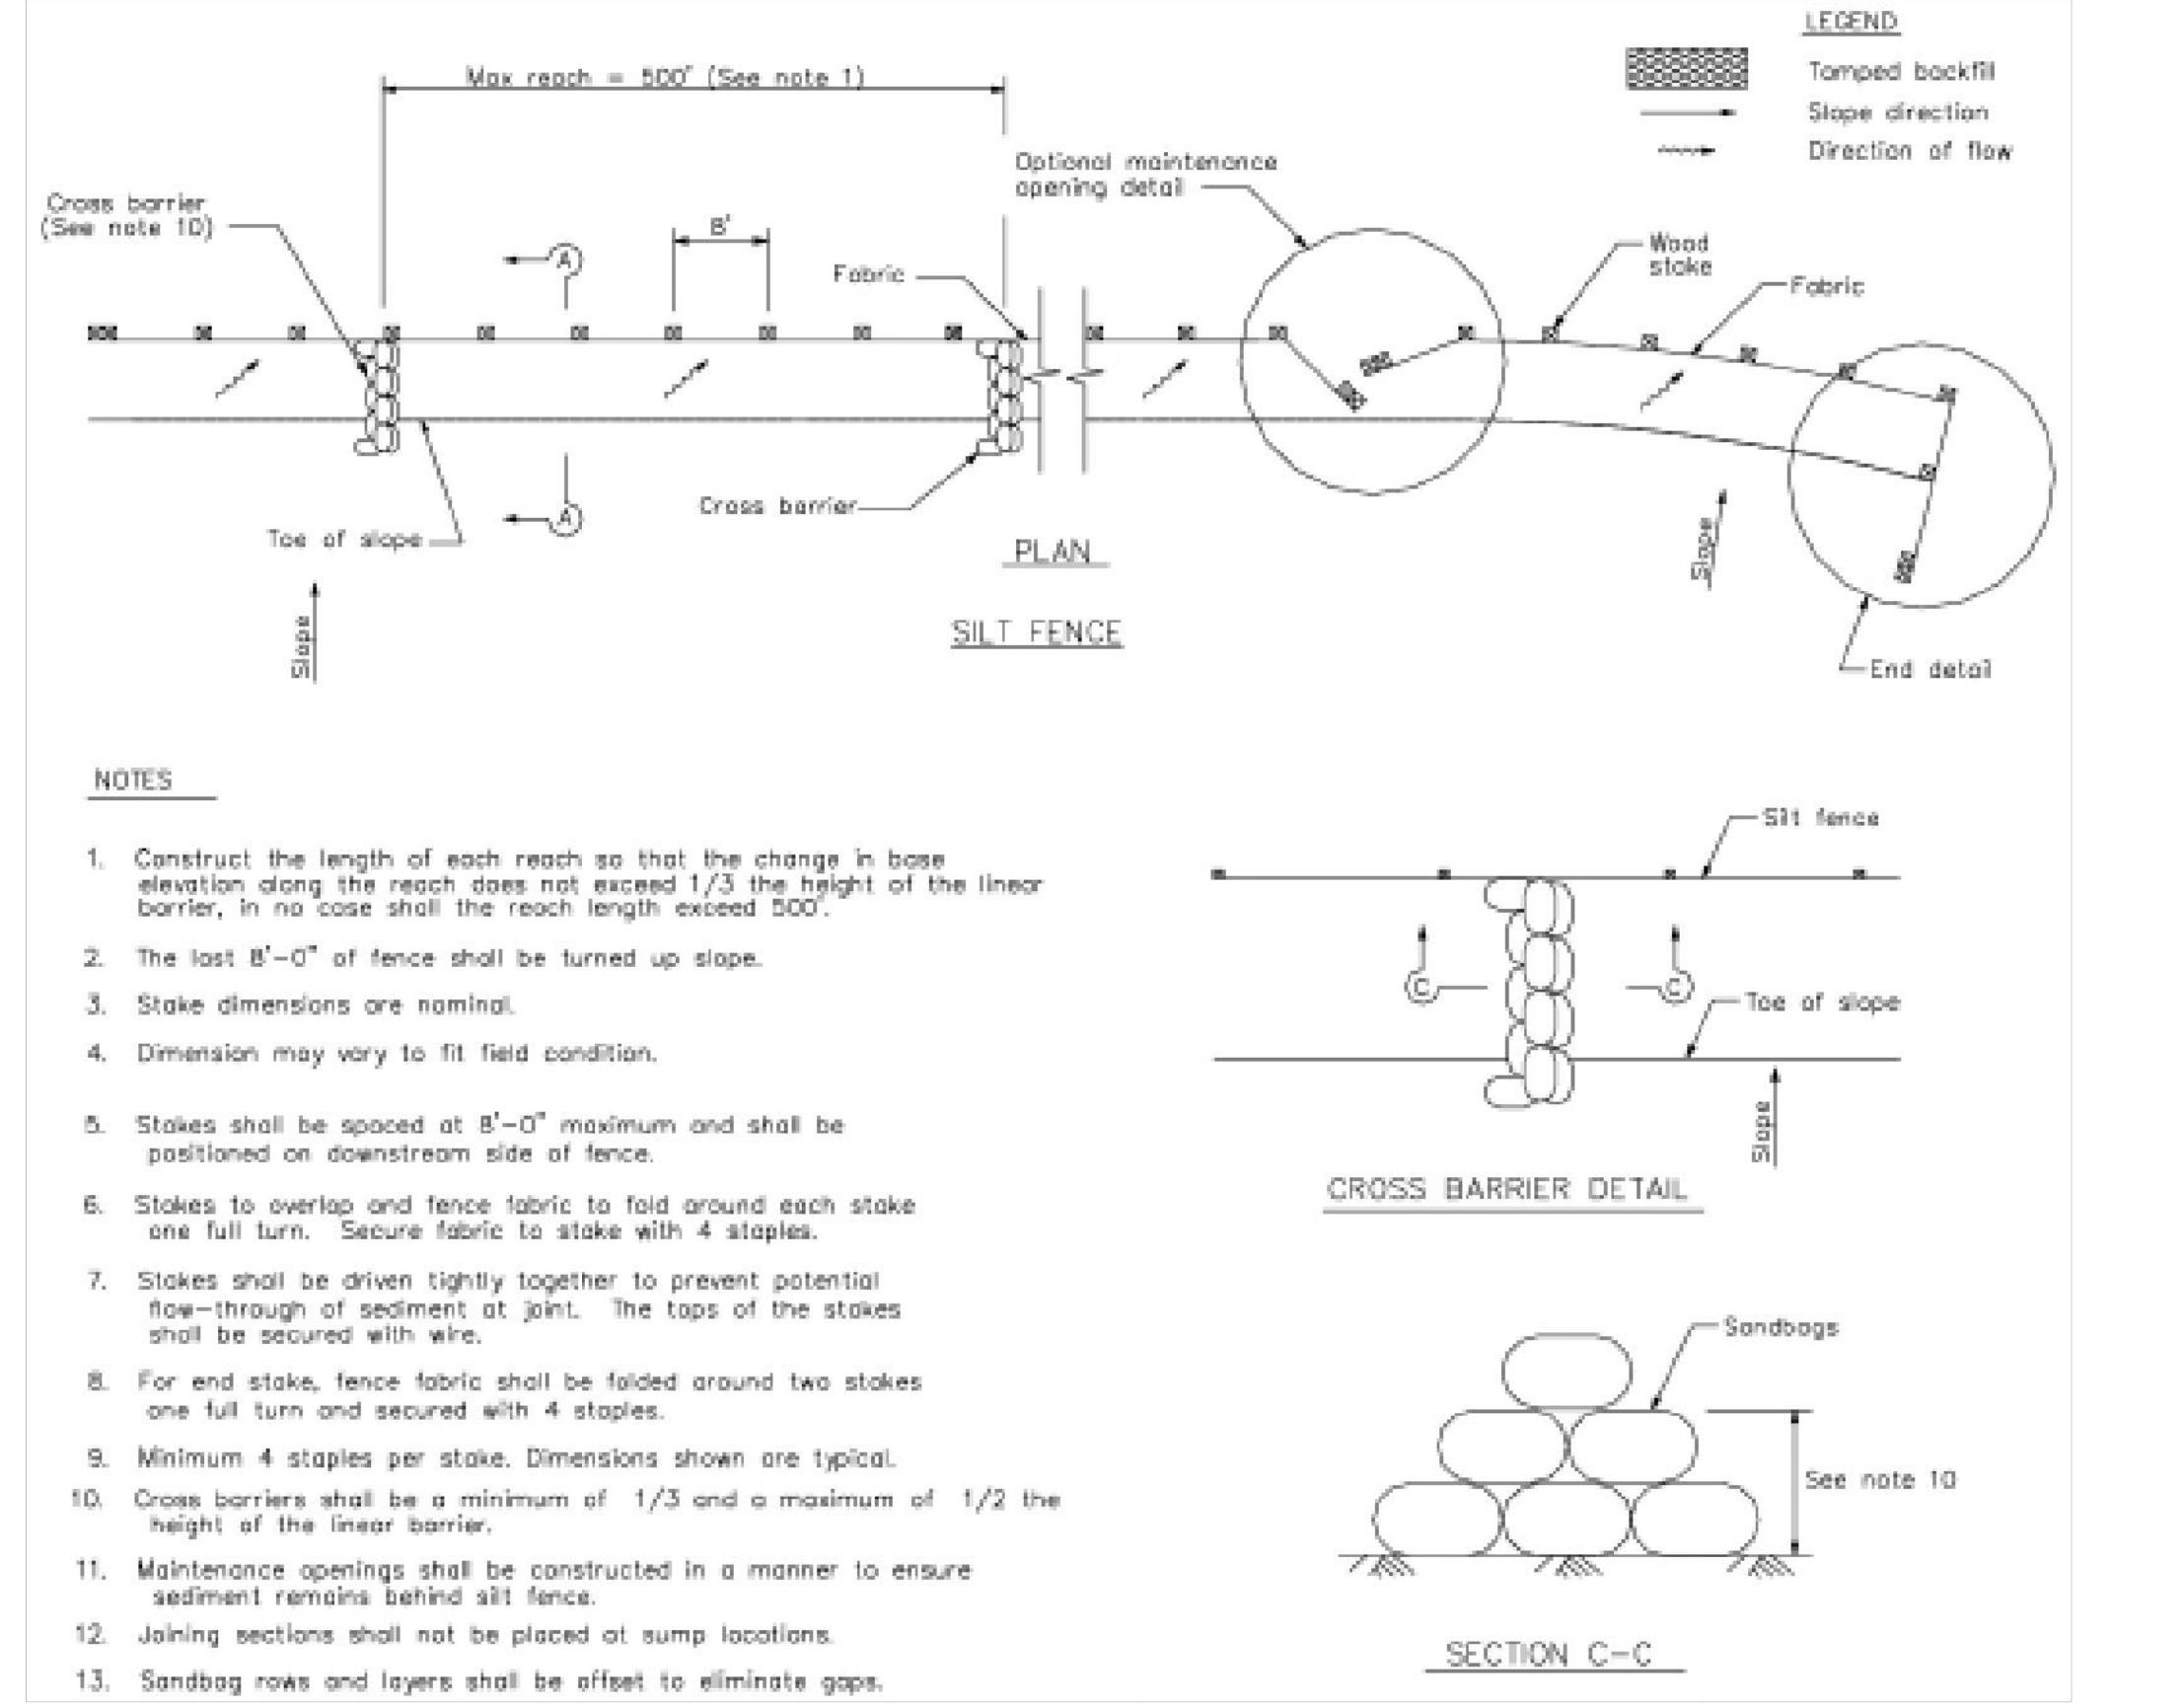 LEGEND
Tamped backfill
Slope direction
Direction of flow
Max reach = 500' (See note 1)
Optional maintenance
opening detail
Cross barrier
(See note 10)
8'
A
Fabric
Wood
stake
Fabric
Cross barrier
A
Toe of slope
PLAN
Slope
Slope
SILT FENCE
End detail
NOTES
1. Construct the length of each reach so that the change in base
elevation along the reach does not exceed 1/3 the height of the linear
barrier, in no case shall the reach length exceed 500'.
2. The last 8'-0" of fence shall be turned up slope.
3. Stake dimensions are nominal.
4. Dimension may vary to fit field condition.
5. Stakes shall be spaced at 8'-0" maximum and shall be
positioned on downstream side of fence.
6. Stakes to overlap and fence fabric to fold around each stake
one full turn. Secure fabric to stake with 4 staples.
7. Stakes shall be driven tightly together to prevent potential
flow-through of sediment at joint. The tops of the stakes
shall be secured with wire.
8. For end stake, fence fabric shall be folded around two stakes
one full turn and secured with 4 staples.
9. Minimum 4 staples per stake. Dimensions shown are typical.
10. Cross barriers shall be a minimum of 1/3 and a maximum of 1/2 the
height of the linear barrier.
11. Maintenance openings shall be constructed in a manner to ensure
sediment remains behind silt fence.
12. Joining sections shall not be placed at sump locations.
13. Sandbag rows and layers shall be offset to eliminate gaps.
Silt fence
C
C
Toe of slope
Slope
CROSS BARRIER DETAIL
Sandbags
See note 10
SECTION C-C